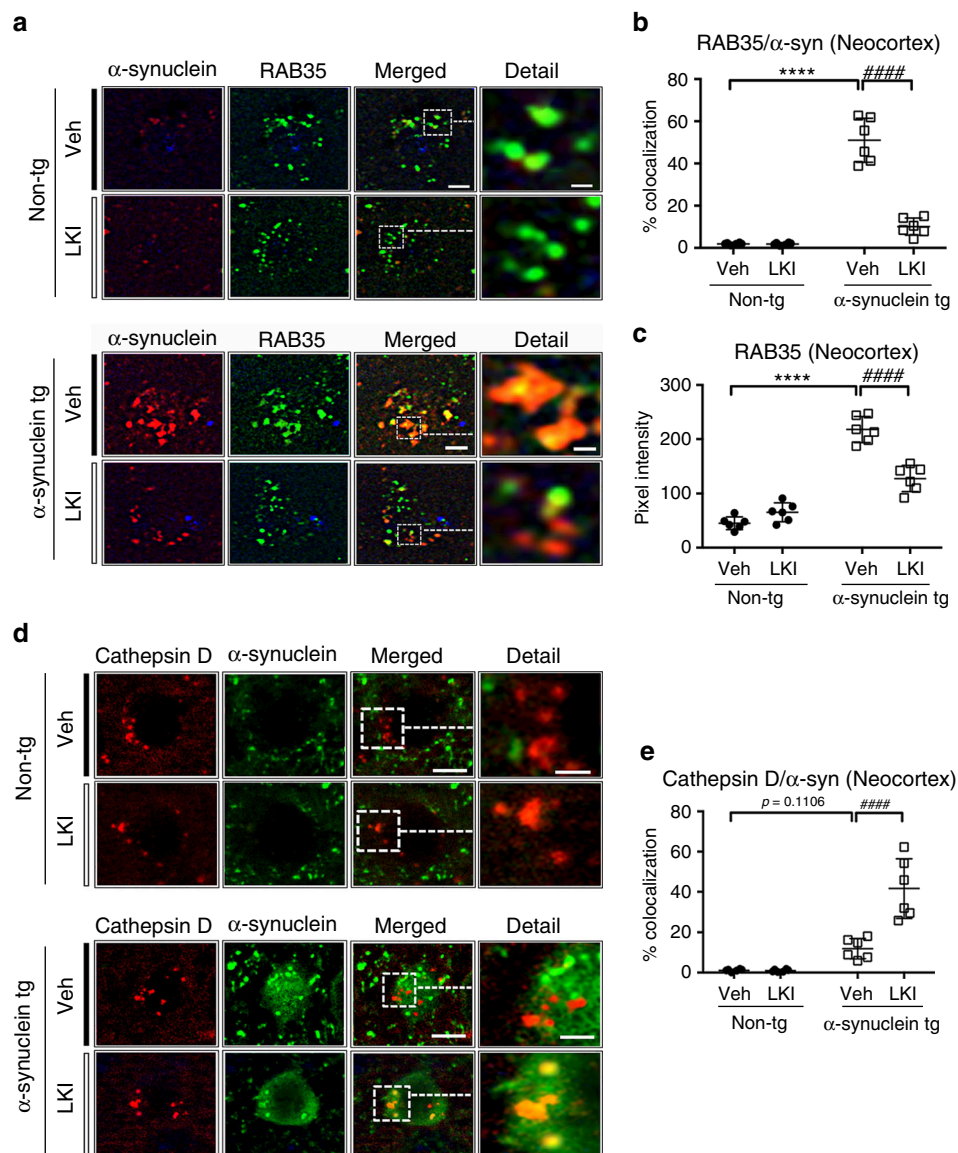 a
α-synuclein RAB35 Merged Detail
Non-tg
Veh
LKI
α-synuclein RAB35 Merged Detail
α-synuclein tg
Veh
LKI
b
RAB35/α-syn (Neocortex)
% colocalization
80
60
40
20
0
****
####
Veh LKI Veh LKI
Non-tg α-synuclein tg
c
RAB35 (Neocortex)
Pixel intensity
300
200
100
0
****
####
Veh LKI Veh LKI
Non-tg α-synuclein tg
d
Cathepsin D α-synuclein Merged Detail
Non-tg
Veh
LKI
Cathepsin D α-synuclein Merged Detail
α-synuclein tg
Veh
LKI
e
Cathepsin D/α-syn (Neocortex)
% colocalization
80
60
40
20
0
p = 0.1106
####
Veh LKI Veh LKI
Non-tg α-synuclein tg